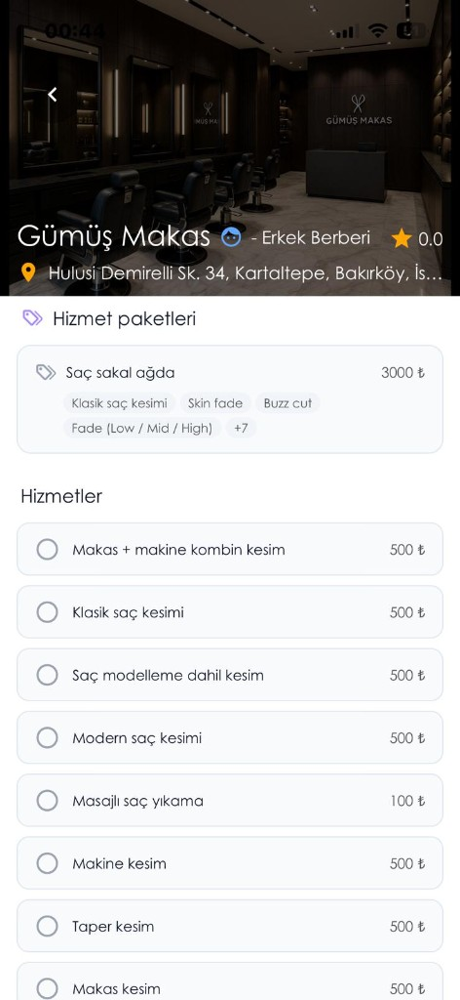 00:44
GÜMÜŞ MAKAS
Gümüş Makas - Erkek Berberi 0.0
Hulusi Demirelli Sk. 34, Kartaltepe, Bakırköy, İs...
Hizmet paketleri
Saç sakal ağda 3000 ₺
Klasik saç kesimi Skin fade Buzz cut
Fade (Low / Mid / High) +7
Hizmetler
Makas + makine kombin kesim 500 ₺
Klasik saç kesimi 500 ₺
Saç modelleme dahil kesim 500 ₺
Modern saç kesimi 500 ₺
Masajlı saç yıkama 100 ₺
Makine kesim 500 ₺
Taper kesim 500 ₺
Makas kesim 500 ₺